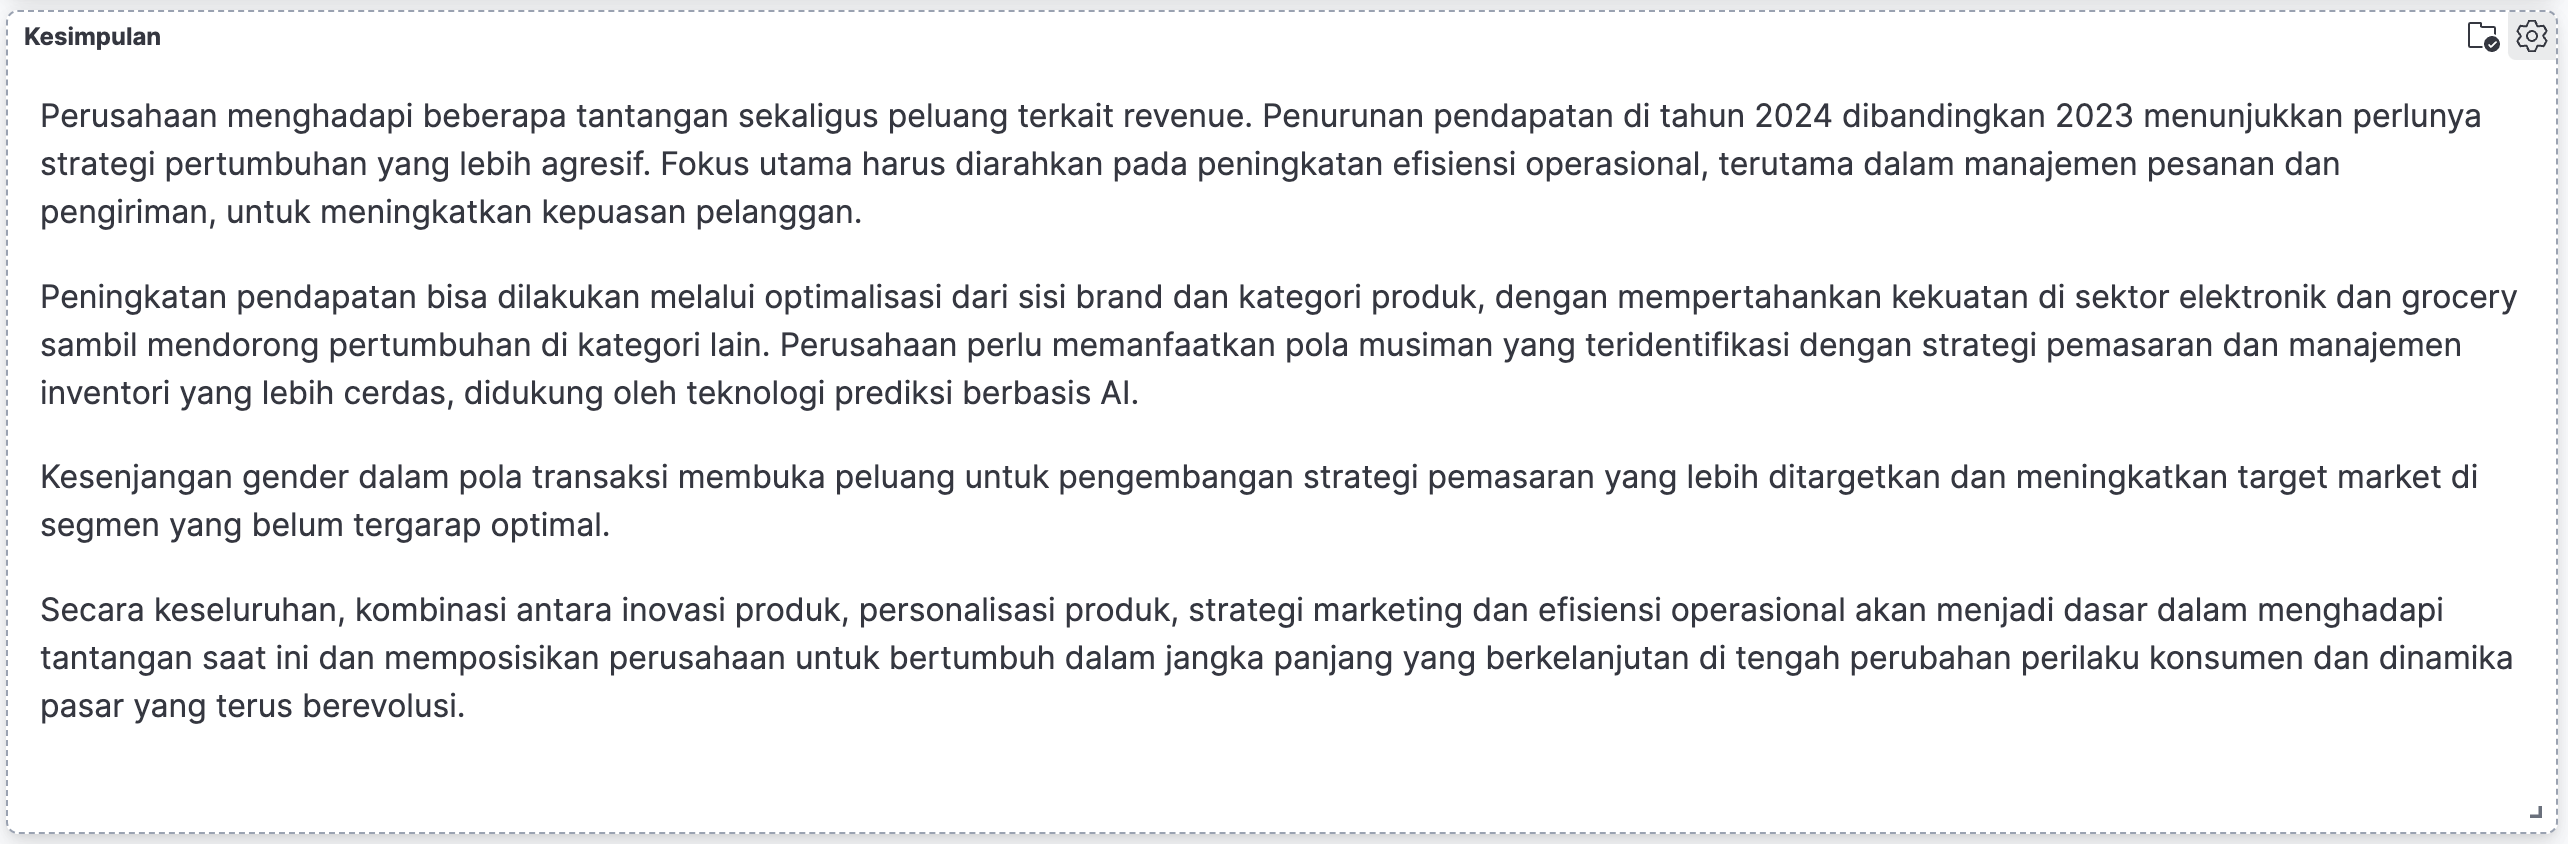 Kesimpulan
Perusahaan menghadapi beberapa tantangan sekaligus peluang terkait revenue. Penurunan pendapatan di tahun 2024 dibandingkan 2023 menunjukkan perlunya
strategi pertumbuhan yang lebih agresif. Fokus utama harus diarahkan pada peningkatan efisiensi operasional, terutama dalam manajemen pesanan dan
pengiriman, untuk meningkatkan kepuasan pelanggan.
Peningkatan pendapatan bisa dilakukan melalui optimalisasi dari sisi brand dan kategori produk, dengan mempertahankan kekuatan di sektor elektronik dan grocery
sambil mendorong pertumbuhan di kategori lain. Perusahaan perlu memanfaatkan pola musiman yang teridentifikasi dengan strategi pemasaran dan manajemen
inventori yang lebih cerdas, didukung oleh teknologi prediksi berbasis AI.
Kesenjangan gender dalam pola transaksi membuka peluang untuk pengembangan strategi pemasaran yang lebih ditargetkan dan meningkatkan target market di
segmen yang belum tergarap optimal.
Secara keseluruhan, kombinasi antara inovasi produk, personalisasi produk, strategi marketing dan efisiensi operasional akan menjadi dasar dalam menghadapi
tantangan saat ini dan memposisikan perusahaan untuk bertumbuh dalam jangka panjang yang berkelanjutan di tengah perubahan perilaku konsumen dan dinamika
pasar yang terus berevolusi.